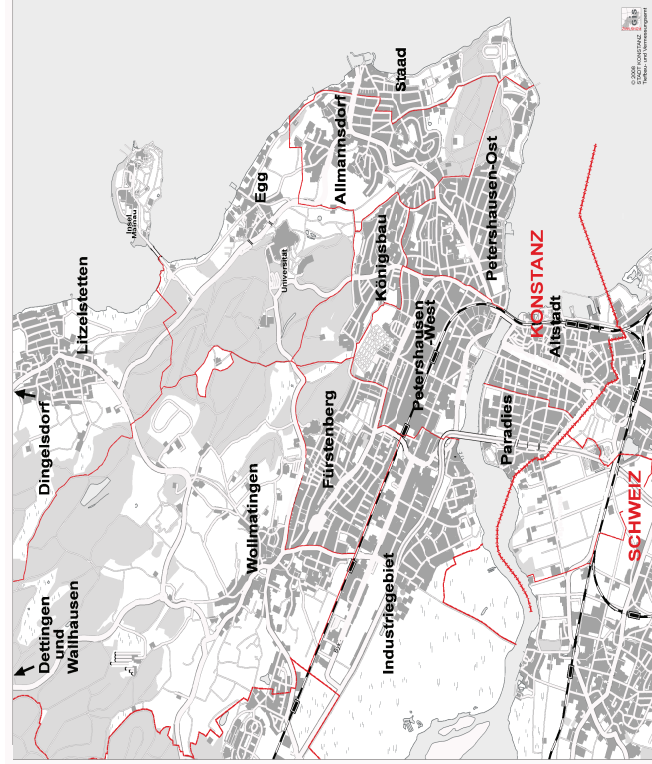 Dettingen
und
Wallhausen
Dingelsdorf
Litzelstetten
Insel
Mainau
Egg
Universität
Wollmatingen
Fürstenberg
Königsbau
Allmannsdorf
Staad
Industriegebiet
Petershausen
-West
Petershausen-Ost
Paradies
KONSTANZ
Altstadt
SCHWEIZ
GIS
© 2008
STADT KONSTANZ
Tiefbau- und Vermessungsamt